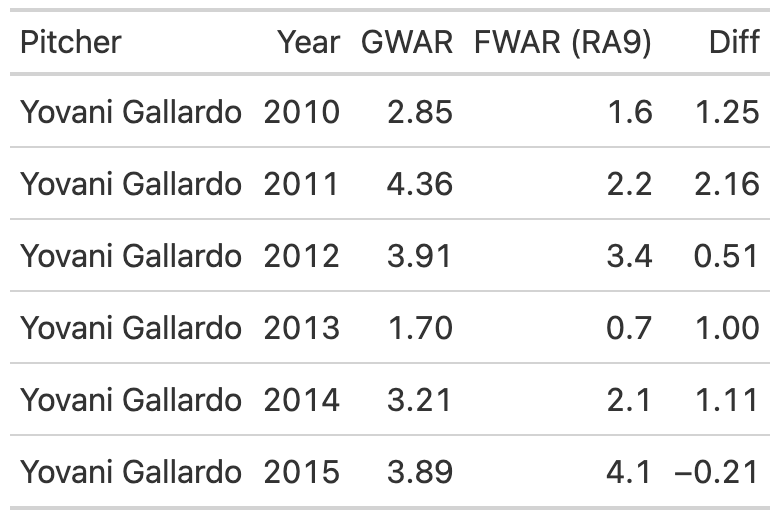 Pitcher Year GWAR FWAR (RA9) Diff
Yovani Gallardo 2010 2.85 1.6 1.25
Yovani Gallardo 2011 4.36 2.2 2.16
Yovani Gallardo 2012 3.91 3.4 0.51
Yovani Gallardo 2013 1.70 0.7 1.00
Yovani Gallardo 2014 3.21 2.1 1.11
Yovani Gallardo 2015 3.89 4.1 −0.21